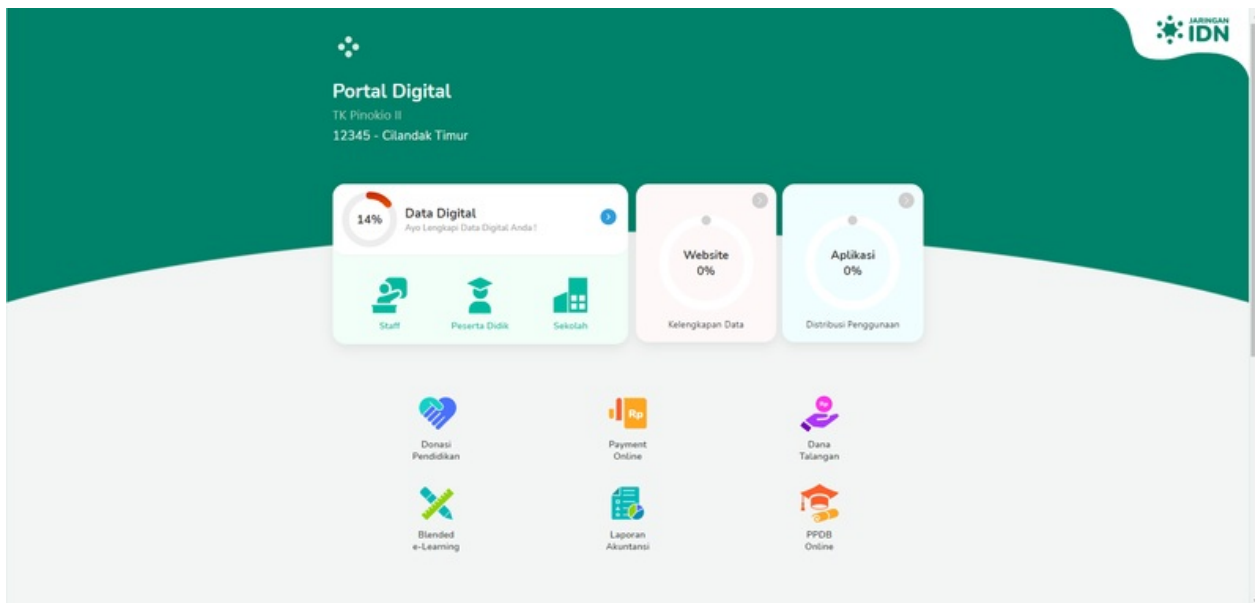 JARINGAN
IDN
Portal Digital
TK Pinokio II
12345 - Cilandak Timur
14%
Data Digital
Ayo Lengkapi Data Digital Anda !
Staff
Peserta Didik
Sekolah
Website
0%
Kelengkapan Data
Aplikasi
0%
Distribusi Penggunaan
Donasi
Pendidikan
Rp
Payment
Online
Rp
Dana
Talangan
Blended
e-Learning
Laporan
Akuntansi
PPDB
Online